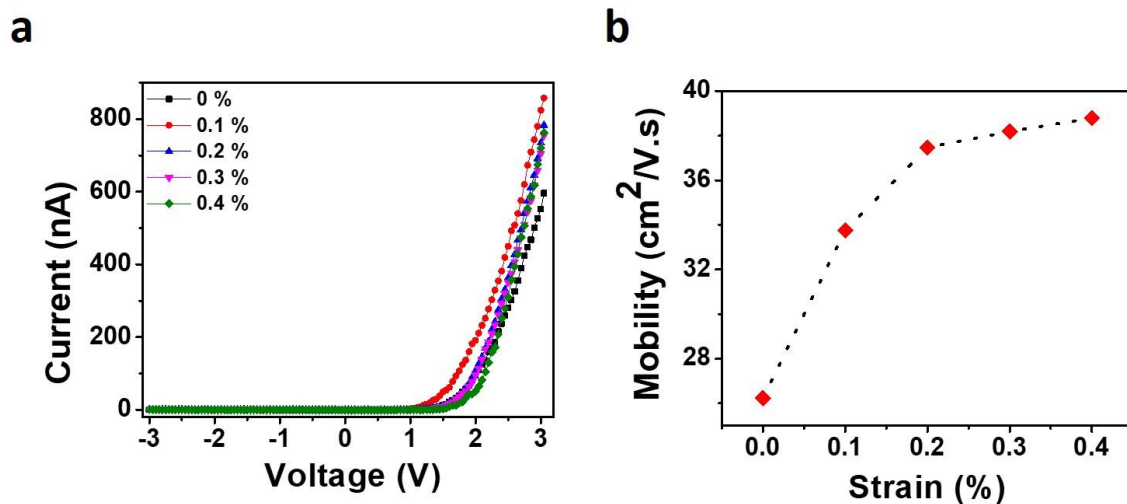 a
Current (nA)
800
600
400
200
0
0 %
0.1 %
0.2 %
0.3 %
0.4 %
-3 -2 -1 0 1 2 3
Voltage (V)
b
Mobility (cm²/V.s)
40
36
32
28
0.0 0.1 0.2 0.3 0.4
Strain (%)